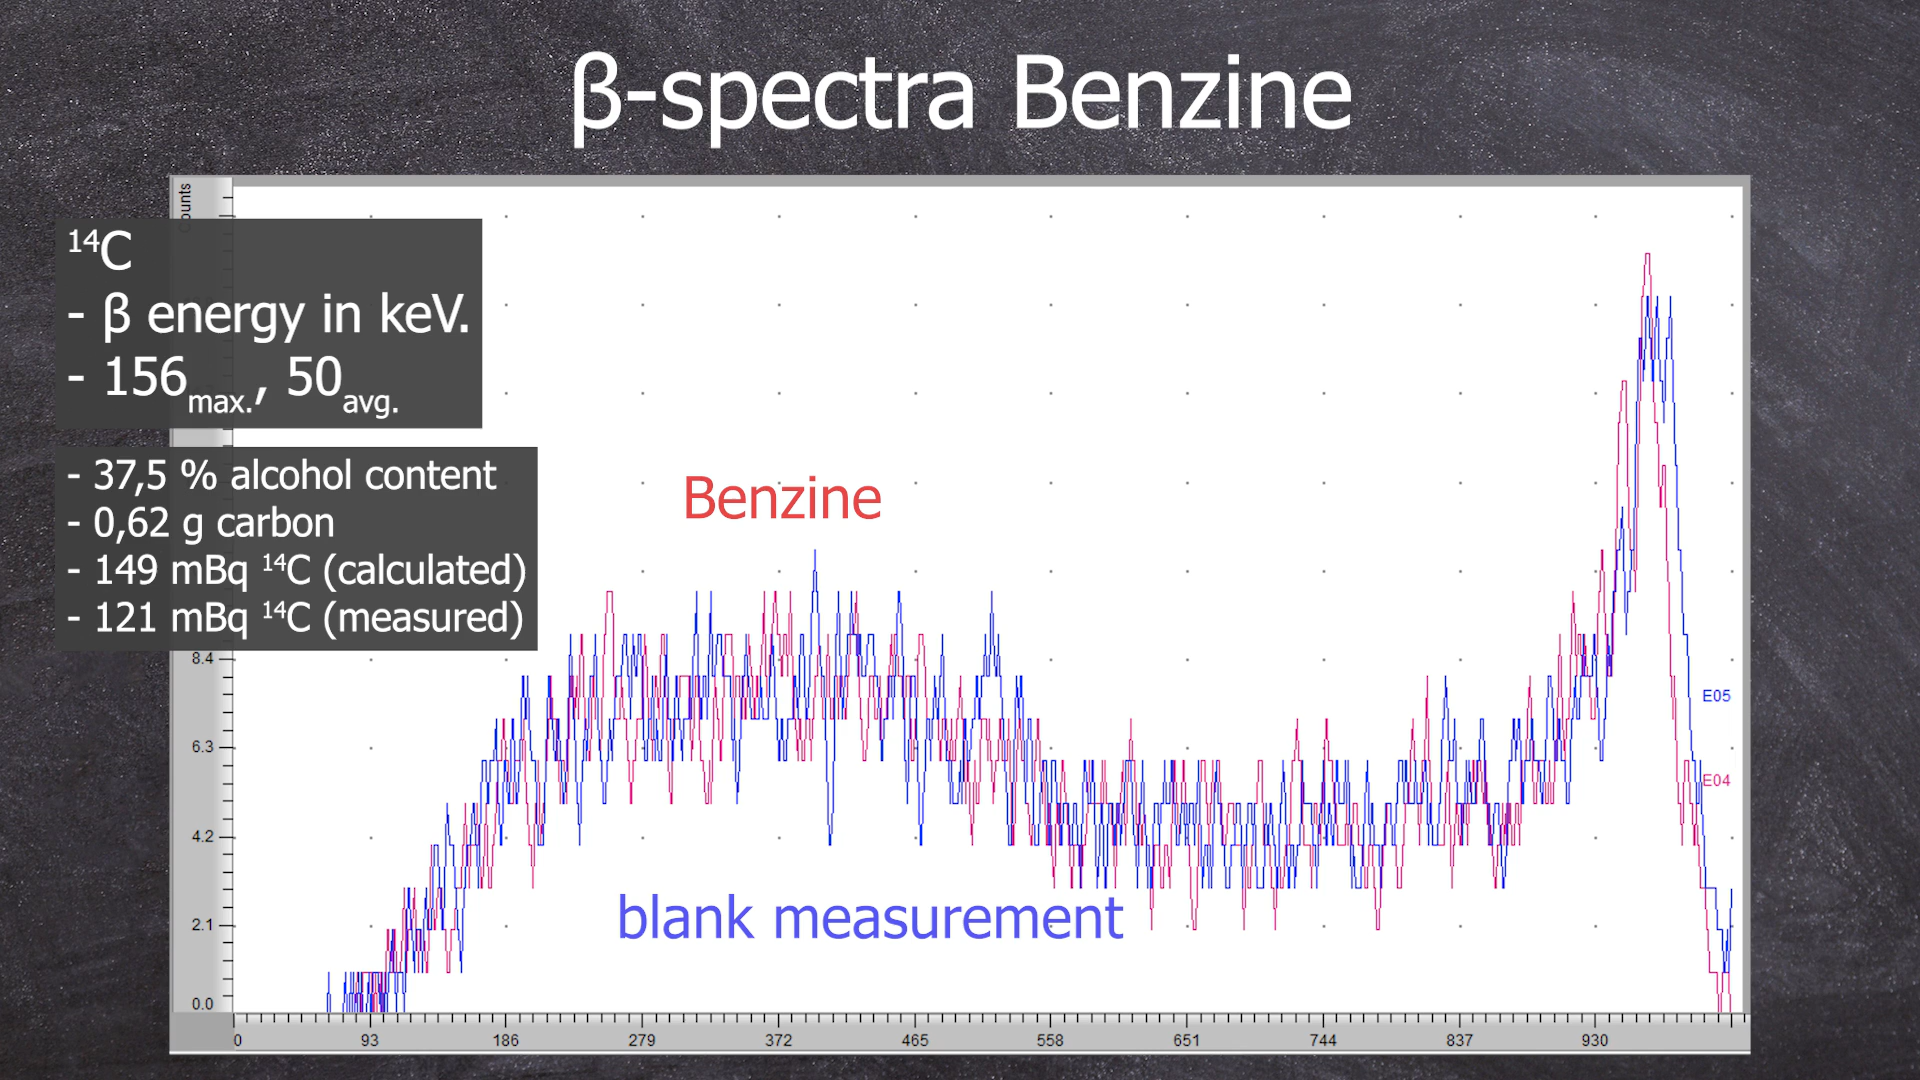 β-spectra Benzine
ounts
¹⁴C
- β energy in keV.
- 156max., 50avg.
- 37,5 % alcohol content
- 0,62 g carbon
- 149 mBq ¹⁴C (calculated)
- 121 mBq ¹⁴C (measured)
Benzine
blank measurement
8.4
6.3
4.2
2.1
0.0
E05
E04
0 93 186 279 372 465 558 651 744 837 930